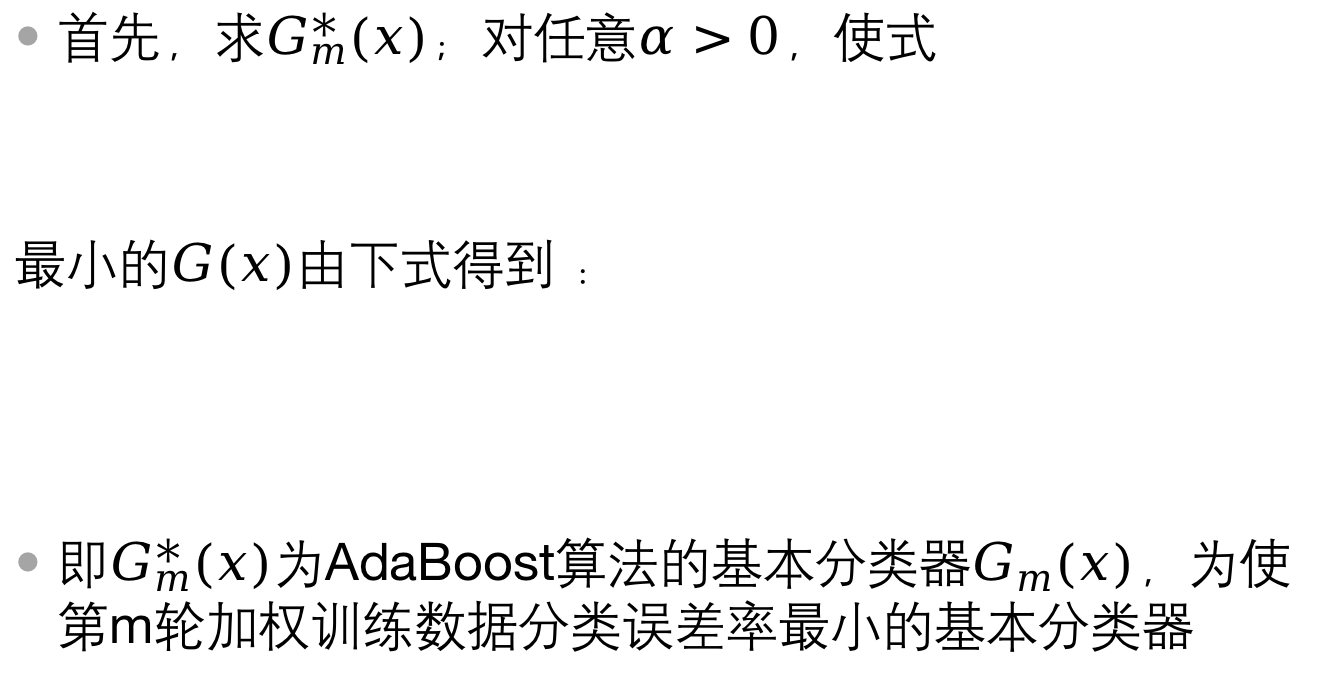 • 首先，求G*m(x)；对任意α > 0，使式
最小的G(x)由下式得到：
• 即G*m(x)为AdaBoost算法的基本分类器Gm(x)，为使
第m轮加权训练数据分类误差率最小的基本分类器